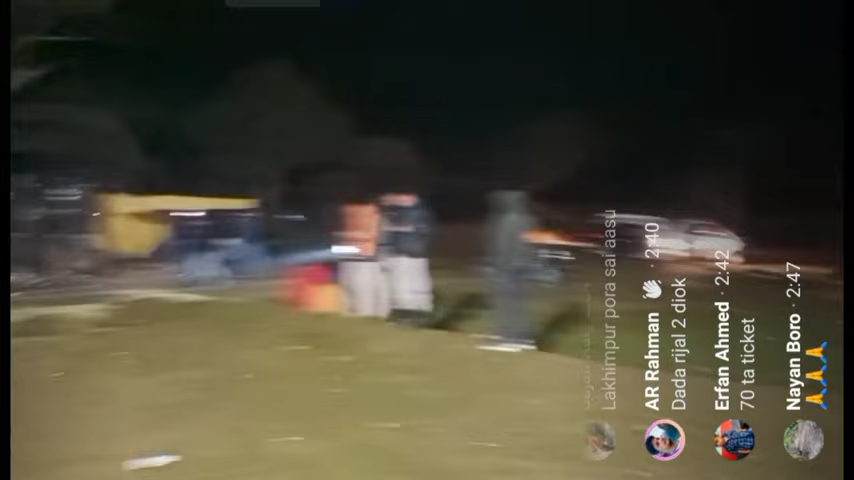 Lakhimpur pora sai aasu
AR Rahman 👋 · 2:40
Dada rijal 2 diok
Erfan Ahmed · 2:42
70 ta ticket
Nayan Boro · 2:47
🙏🙏🙏